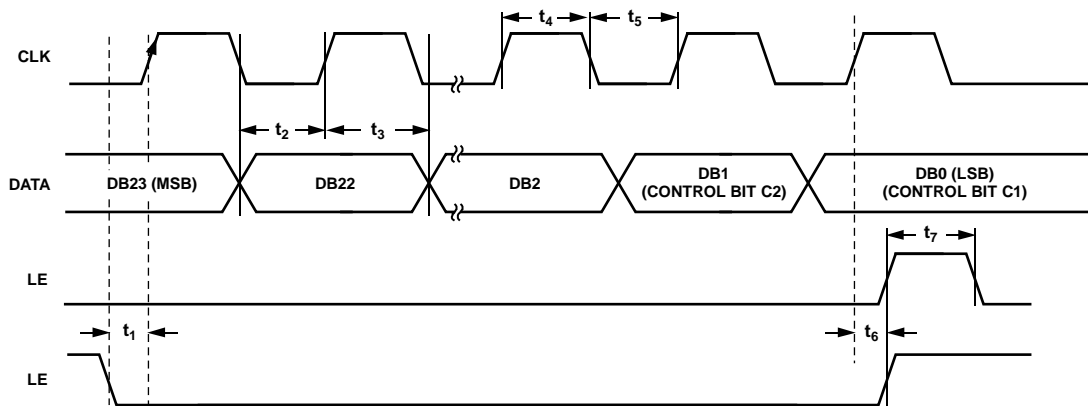 t₄ t₅
CLK
t₂ t₃
DATA
DB23 (MSB) DB22 DB2 DB1
(CONTROL BIT C2) DB0 (LSB)
(CONTROL BIT C1)
t₇
LE
t₁ t₆
LE